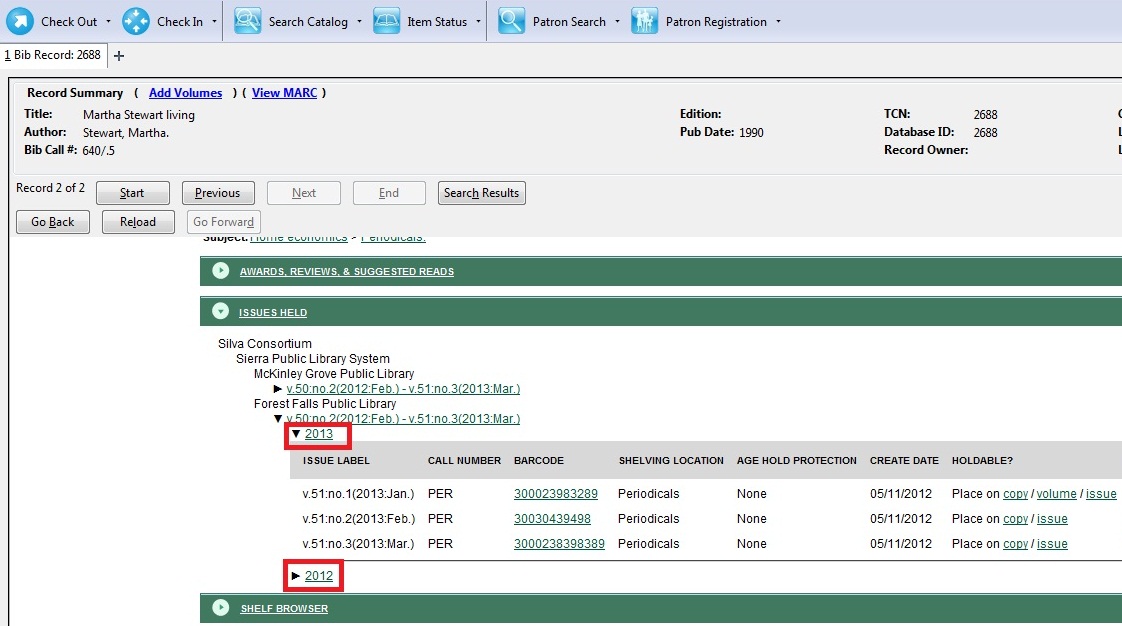 Check Out Check In Search Catalog Item Status Patron Search Patron Registration
1 Bib Record: 2688
Record Summary ( Add Volumes ) ( View MARC )
Title: Martha Stewart living Edition: TCN: 2688
Author: Stewart, Martha. Pub Date: 1990 Database ID: 2688
Bib Call #: 640/.5 Record Owner:
Record 2 of 2 Start Previous Next End Search Results
Go Back Reload Go Forward
Subject: Home economics > Periodicals.
AWARDS, REVIEWS, & SUGGESTED READS
ISSUES HELD
Silva Consortium
Sierra Public Library System
McKinley Grove Public Library
v.50:no.2(2012:Feb.) - v.51:no.3(2013:Mar.)
Forest Falls Public Library
v.50:no.2(2012:Feb.) - v.51:no.3(2013:Mar.)
2013
ISSUE LABEL CALL NUMBER BARCODE SHELVING LOCATION AGE HOLD PROTECTION CREATE DATE HOLDABLE?
v.51:no.1(2013:Jan.) PER 300023983289 Periodicals None 05/11/2012 Place on copy / volume / issue
v.51:no.2(2013:Feb.) PER 30030439498 Periodicals None 05/11/2012 Place on copy / issue
v.51:no.3(2013:Mar.) PER 3000238398389 Periodicals None 05/11/2012 Place on copy / issue
2012
SHELF BROWSER